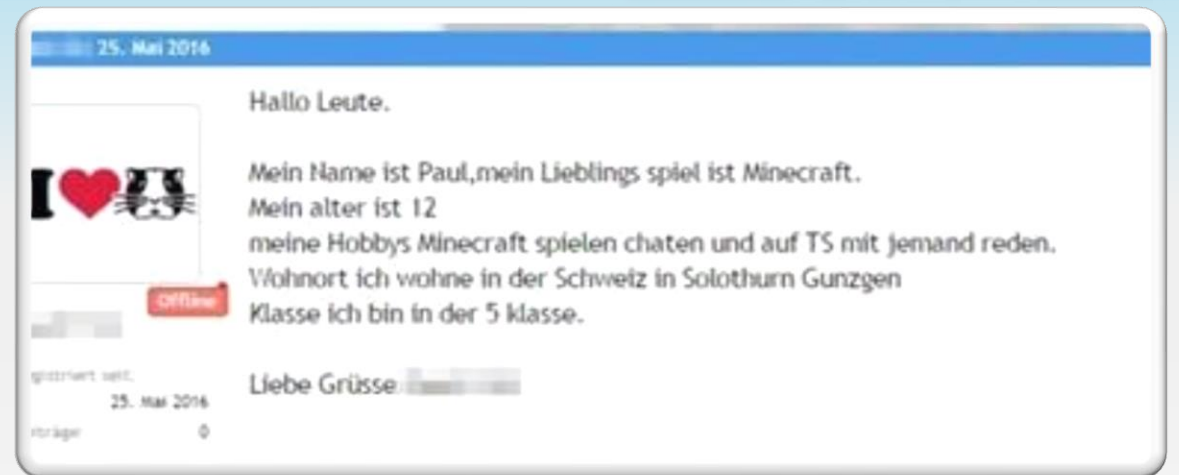 25. Mai 2016
Hallo Leute.
Mein Name ist Paul,mein Lieblings spiel ist Minecraft.
Mein alter ist 12
meine Hobbys Minecraft spielen chaten und auf TS mit jemand reden.
Wohnort ich wohne in der Schweiz in Solothurn Gunzgen
Klasse ich bin in der 5 klasse.
Liebe Grüsse
I
Offline
25. Mai 2016
0